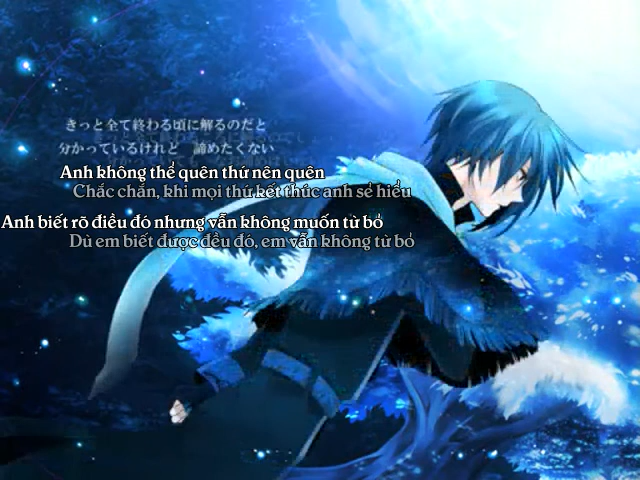 きっと全て終わる頃に解るのだと
分かっているけれど 諦めたくない
Anh không thể quên thứ nên quên
Chắc chắn, khi mọi thứ kết thúc anh sẽ hiểu
Anh biết rõ điều đó nhưng vẫn không muốn từ bỏ
Dù em biết được đều đó, em vẫn không từ bỏ